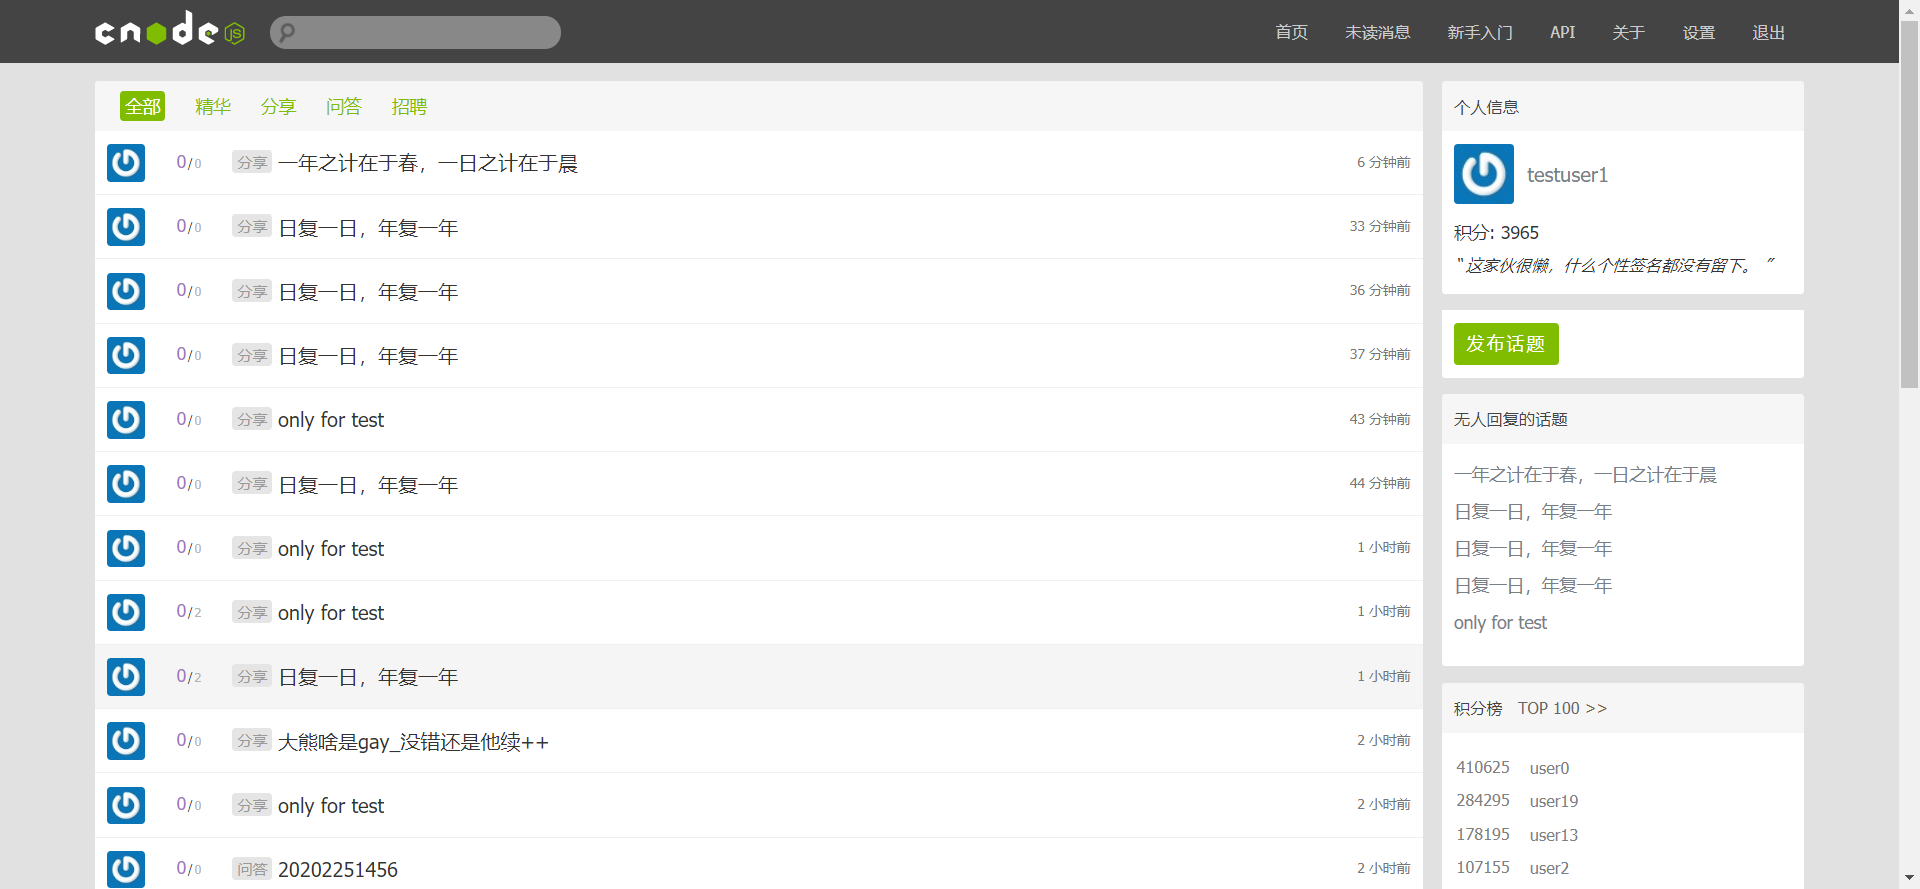 cnode JS
首页 未读消息 新手入门 API 关于 设置 退出
全部 精华 分享 问答 招聘
0/0 分享 一年之计在于春，一日之计在于晨 6 分钟前
0/0 分享 日复一日，年复一年 33 分钟前
0/0 分享 日复一日，年复一年 36 分钟前
0/0 分享 日复一日，年复一年 37 分钟前
0/0 分享 only for test 43 分钟前
0/0 分享 日复一日，年复一年 44 分钟前
0/0 分享 only for test 1 小时前
0/2 分享 only for test 1 小时前
0/2 分享 日复一日，年复一年 1 小时前
0/0 分享 大熊啥是gay_没错还是他续++ 2 小时前
0/0 分享 only for test 2 小时前
0/0 问答 20202251456 2 小时前
个人信息
testuser1
积分: 3965
“ 这家伙很懒，什么个性签名都没有留下。 ”
发布话题
无人回复的话题
一年之计在于春，一日之计在于晨
日复一日，年复一年
日复一日，年复一年
日复一日，年复一年
only for test
积分榜 TOP 100 >>
410625 user0
284295 user19
178195 user13
107155 user2